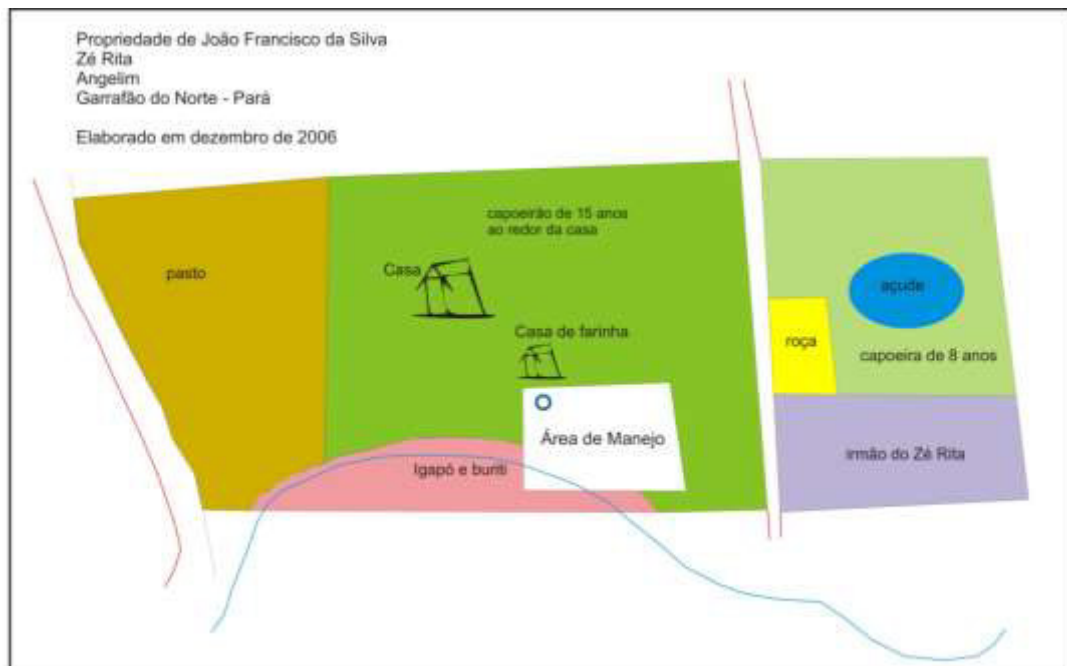 Propriedade de João Francisco da Silva
Zé Rita
Angelim
Garrafão do Norte - Pará
Elaborado em dezembro de 2006
capoeirão de 15 anos
ao redor da casa
pasto
Casa
açude
Casa de farinha
roça
capoeira de 8 anos
Área de Manejo
irmão do Zé Rita
Igapô e buriti